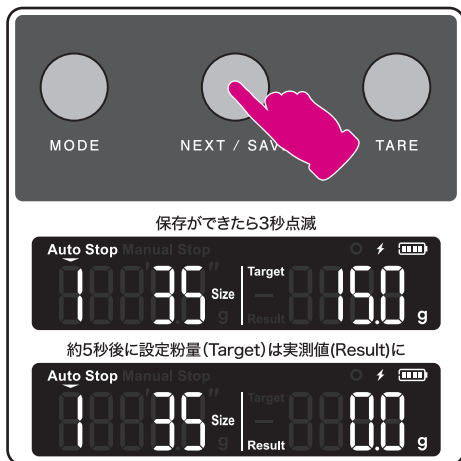 MODE
NEXT / SAV
TARE
保存ができたら3秒点滅
Auto Stop Manual Stop
1 35 Size Target 15.0 g
g Result
約5秒後に設定粉量(Target)は実測値(Result)に
Auto Stop Manual Stop
1 35 Size Target 0.0 g
g Result